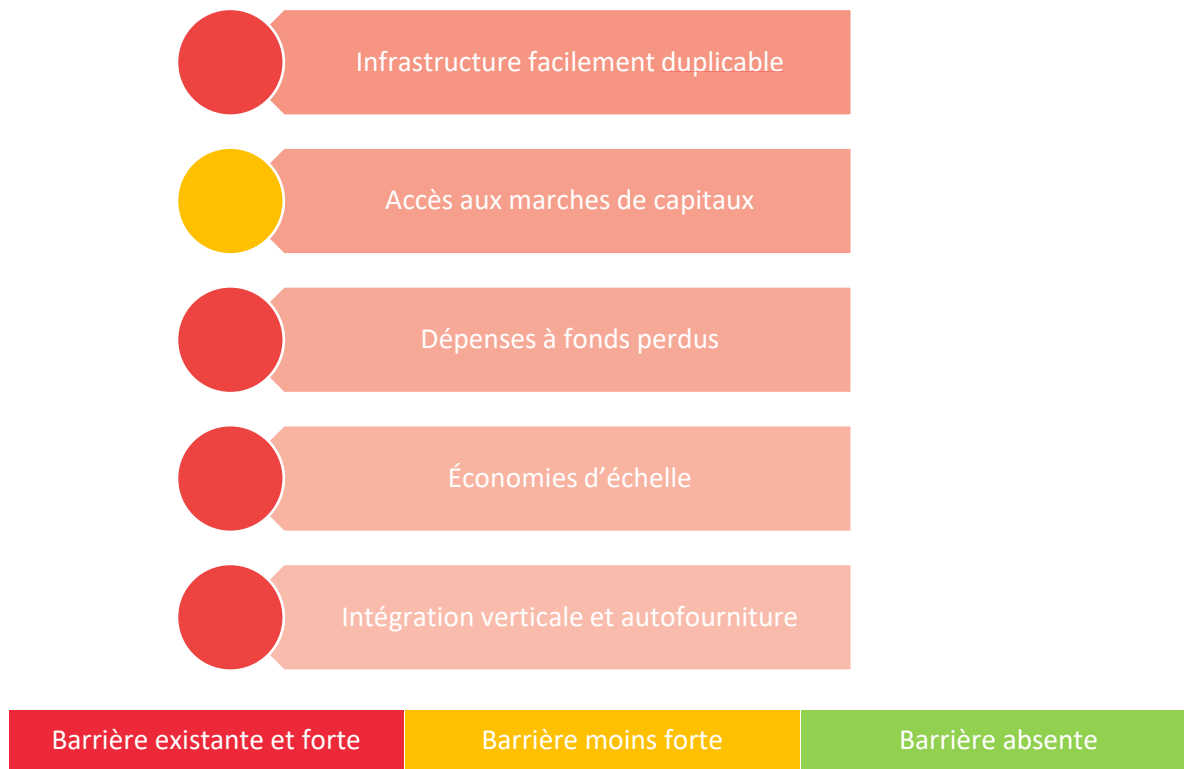 Infrastructure facilement duplicable
Accès aux marches de capitaux
Dépenses à fonds perdus
Économies d’échelle
Intégration verticale et autofourniture
Barrière existante et forte
Barrière moins forte
Barrière absente